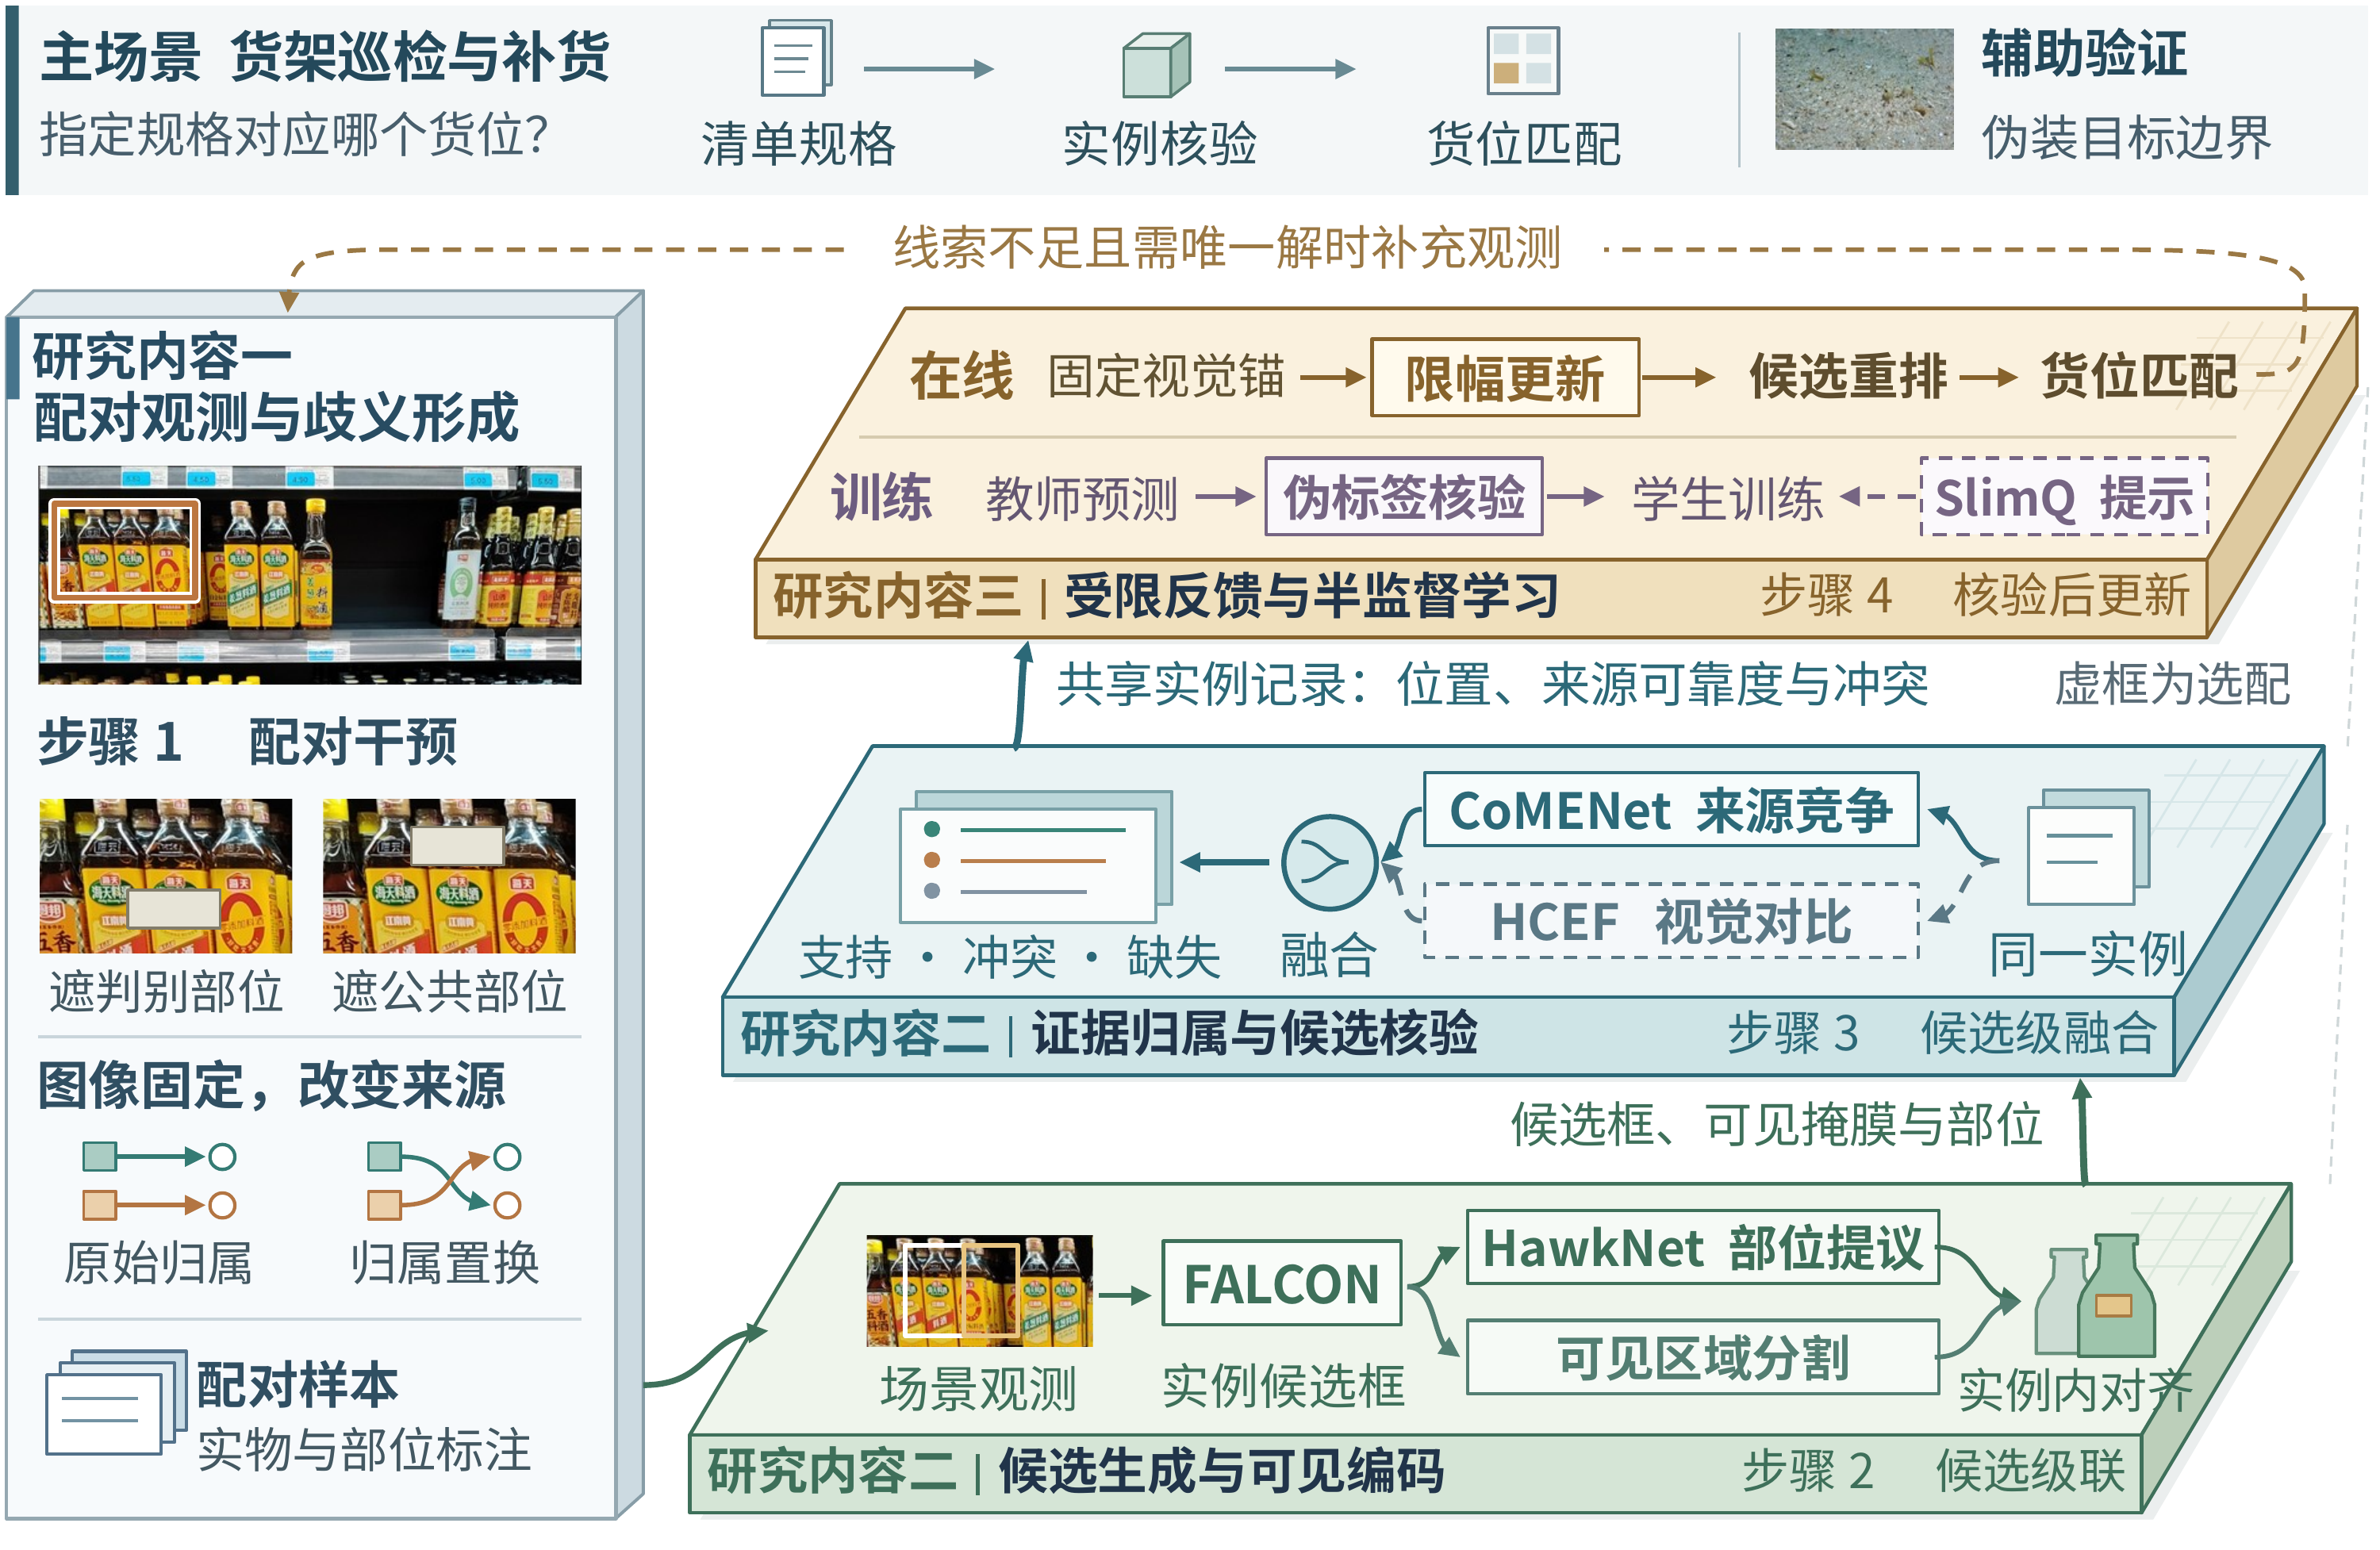 主场景 货架巡检与补货
指定规格对应哪个货位？
清单规格
实例核验
货位匹配
辅助验证
伪装目标边界
线索不足且需唯一解时补充观测
研究内容一
配对观测与歧义形成
步骤 1 配对干预
遮判别部位
遮公共部位
图像固定，改变来源
原始归属
归属置换
配对样本
实物与部位标注
在线 固定视觉锚 限幅更新 候选重排 货位匹配
训练 教师预测 伪标签核验 学生训练 SlimQ 提示
研究内容三 | 受限反馈与半监督学习 步骤 4 核验后更新
共享实例记录：位置、来源可靠度与冲突
虚框为选配
CoMENet 来源竞争
HCEF 视觉对比
支持 · 冲突 · 缺失
融合
同一实例
研究内容二 | 证据归属与候选核验 步骤 3 候选级融合
候选框、可见掩膜与部位
FALCON
HawkNet 部位提议
可见区域分割
场景观测
实例候选框
实例内对齐
研究内容二 | 候选生成与可见编码 步骤 2 候选级联